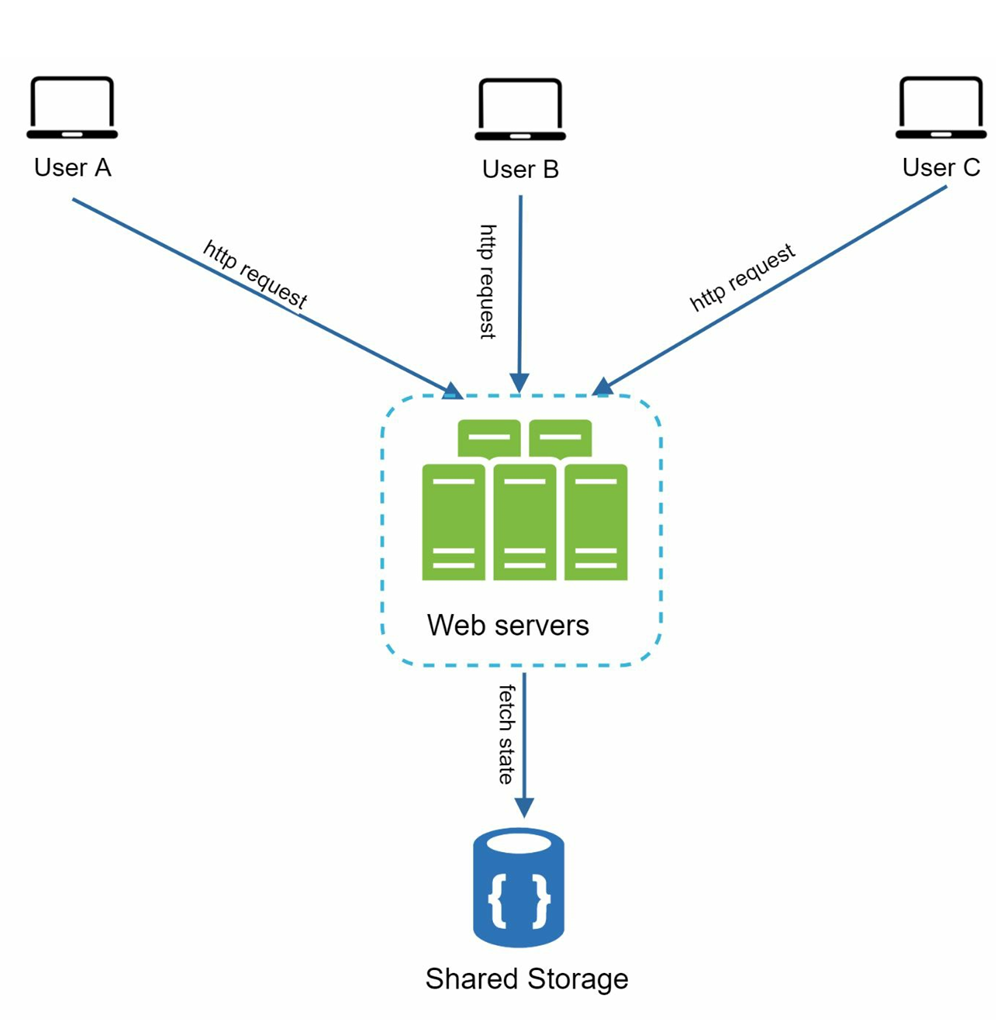 User A
User B
User C
http request
http request
http request
Web servers
fetch state
{ }
Shared Storage